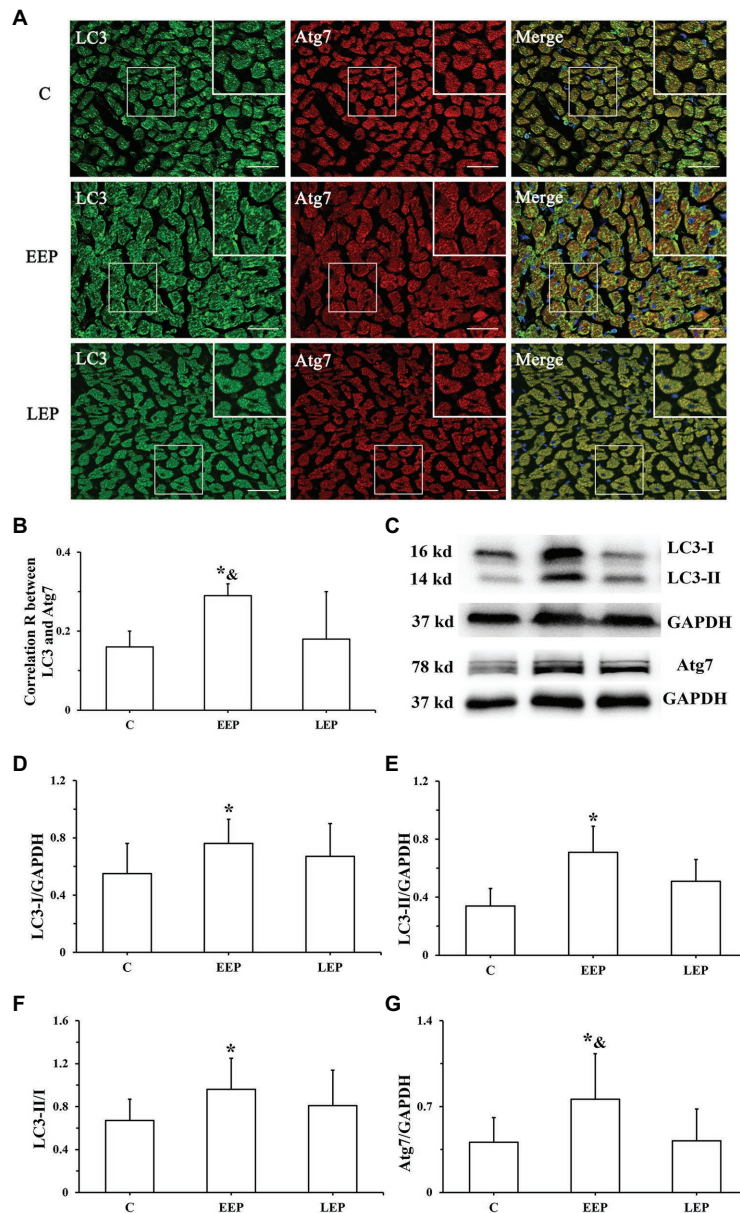 A
LC3 Atg7 Merge
C
LC3 Atg7 Merge
EEP
LC3 Atg7 Merge
LEP
B
Correlation R between
LC3 and Atg7
0.4
0.2
0
*&
C EEP LEP
C
16 kd LC3-I
14 kd LC3-II
37 kd GAPDH
78 kd Atg7
37 kd GAPDH
D
LC3-I/GAPDH
1.2
0.8
0.4
0
*
C EEP LEP
E
LC3-II/GAPDH
1.2
0.8
0.4
0
*
C EEP LEP
F
LC3-II/I
1.6
1.2
0.8
0.4
0
*
C EEP LEP
G
Atg7/GAPDH
1.4
0.7
0
*&
C EEP LEP